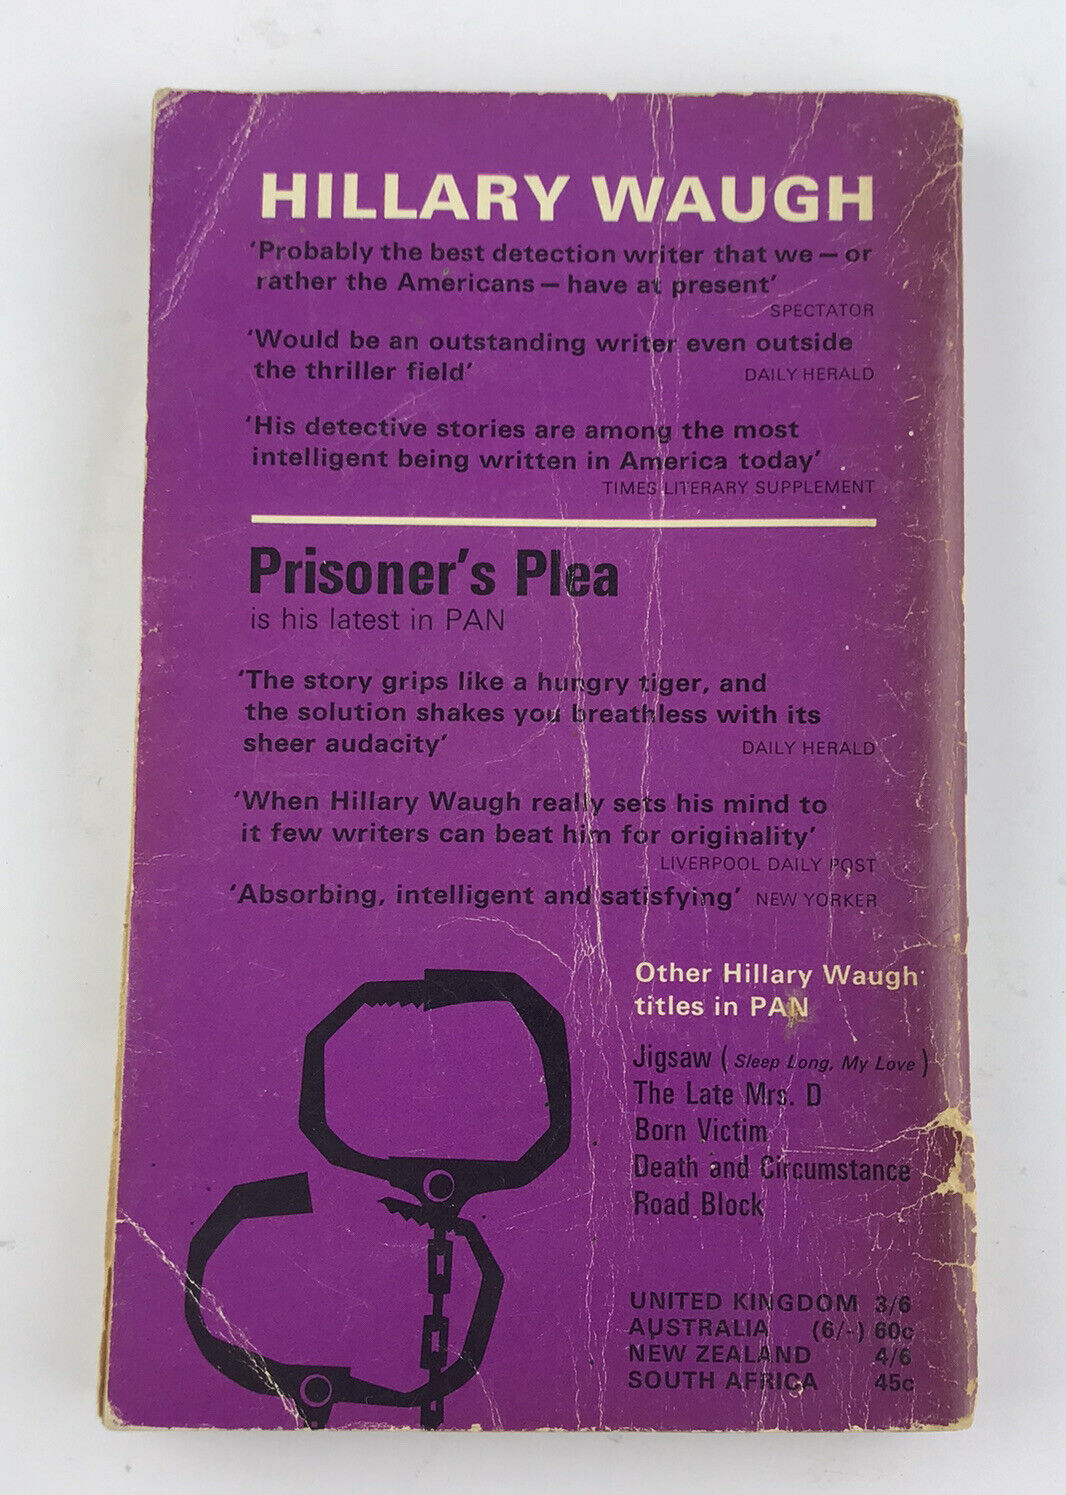 HILLARY WAUGH
‘Probably the best detection writer that we – or
rather the Americans – have at present’
SPECTATOR
‘Would be an outstanding writer even outside
the thriller field’ DAILY HERALD
‘His detective stories are among the most
intelligent being written in America today’
TIMES LITERARY SUPPLEMENT
Prisoner’s Plea
is his latest in PAN
‘The story grips like a hungry tiger, and
the solution shakes you breathless with its
sheer audacity’ DAILY HERALD
‘When Hillary Waugh really sets his mind to
it few writers can beat him for originality’
LIVERPOOL DAILY POST
‘Absorbing, intelligent and satisfying’ NEW YORKER
Other Hillary Waugh
titles in PAN
Jigsaw ( Sleep Long, My Love )
The Late Mrs. D
Born Victim
Death and Circumstance
Road Block
UNITED KINGDOM 3/6
AUSTRALIA (6/-) 60c
NEW ZEALAND 4/6
SOUTH AFRICA 45c